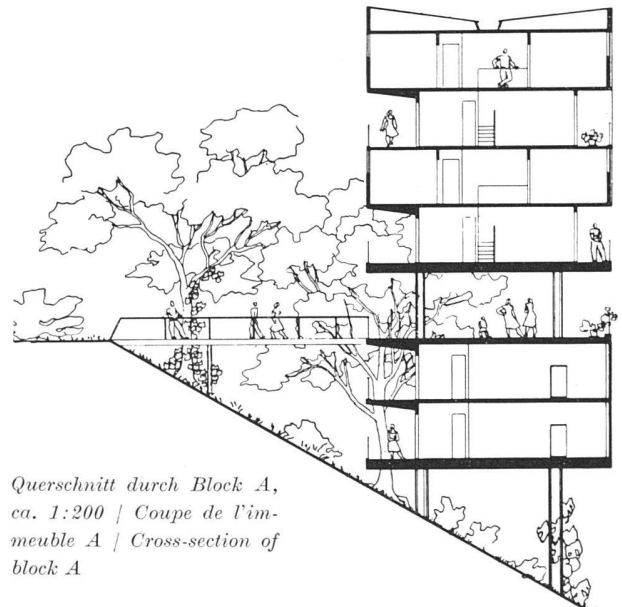 Querschnitt durch Block A,
ca. 1:200 | Coupe de l'im-
meuble A | Cross-section of
block A